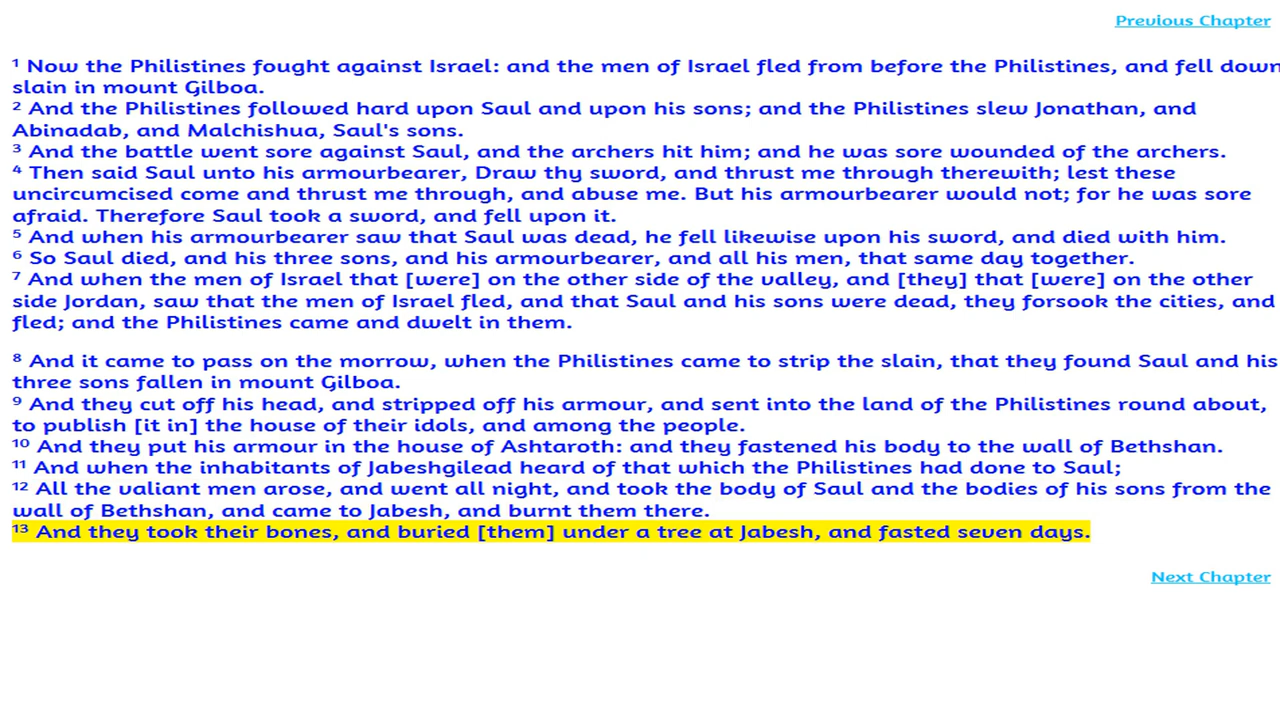 Previous Chapter
¹ Now the Philistines fought against Israel: and the men of Israel fled from before the Philistines, and fell down
slain in mount Gilboa.
² And the Philistines followed hard upon Saul and upon his sons; and the Philistines slew Jonathan, and
Abinadab, and Malchishua, Saul's sons.
³ And the battle went sore against Saul, and the archers hit him; and he was sore wounded of the archers.
⁴ Then said Saul unto his armourbearer, Draw thy sword, and thrust me through therewith; lest these
uncircumcised come and thrust me through, and abuse me. But his armourbearer would not; for he was sore
afraid. Therefore Saul took a sword, and fell upon it.
⁵ And when his armourbearer saw that Saul was dead, he fell likewise upon his sword, and died with him.
⁶ So Saul died, and his three sons, and his armourbearer, and all his men, that same day together.
⁷ And when the men of Israel that [were] on the other side of the valley, and [they] that [were] on the other
side Jordan, saw that the men of Israel fled, and that Saul and his sons were dead, they forsook the cities, and
fled; and the Philistines came and dwelt in them.
⁸ And it came to pass on the morrow, when the Philistines came to strip the slain, that they found Saul and his
three sons fallen in mount Gilboa.
⁹ And they cut off his head, and stripped off his armour, and sent into the land of the Philistines round about,
to publish [it in] the house of their idols, and among the people.
¹⁰ And they put his armour in the house of Ashtaroth: and they fastened his body to the wall of Bethshan.
¹¹ And when the inhabitants of Jabeshgilead heard of that which the Philistines had done to Saul;
¹² All the valiant men arose, and went all night, and took the body of Saul and the bodies of his sons from the
wall of Bethshan, and came to Jabesh, and burnt them there.
¹³ And they took their bones, and buried [them] under a tree at Jabesh, and fasted seven days.
Next Chapter